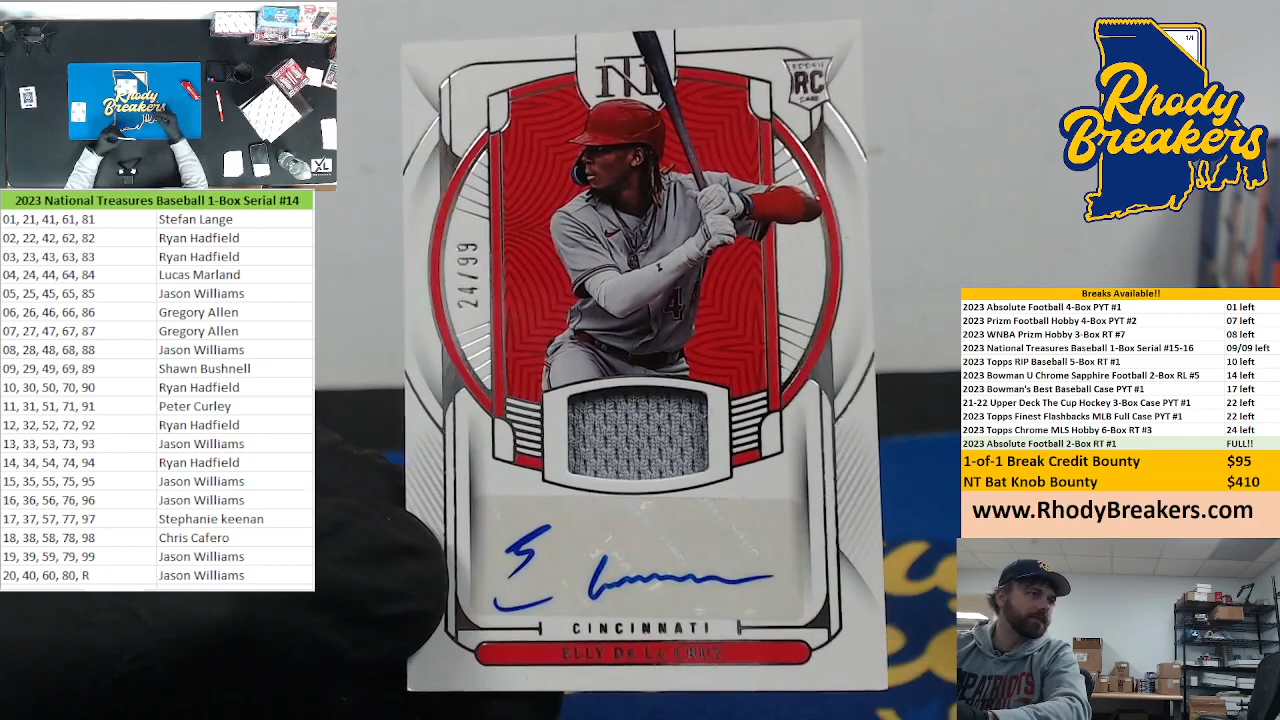 2023 National Treasures Baseball 1-Box Serial #14
01, 21, 41, 61, 81 Stefan Lange
02, 22, 42, 62, 82 Ryan Hadfield
03, 23, 43, 63, 83 Ryan Hadfield
04, 24, 44, 64, 84 Lucas Marland
05, 25, 45, 65, 85 Jason Williams
06, 26, 46, 66, 86 Gregory Allen
07, 27, 47, 67, 87 Gregory Allen
08, 28, 48, 68, 88 Jason Williams
09, 29, 49, 69, 89 Shawn Bushnell
10, 30, 50, 70, 90 Ryan Hadfield
11, 31, 51, 71, 91 Peter Curley
12, 32, 52, 72, 92 Ryan Hadfield
13, 33, 53, 73, 93 Jason Williams
14, 34, 54, 74, 94 Ryan Hadfield
15, 35, 55, 75, 95 Jason Williams
16, 36, 56, 76, 96 Jason Williams
17, 37, 57, 77, 97 Stephanie keenan
18, 38, 58, 78, 98 Chris Cafero
19, 39, 59, 79, 99 Jason Williams
20, 40, 60, 80, R Jason Williams
Rhody
Breakers
NT
RC
24/99
CINCINNATI
ELLY DE LA CRUZ
1/1
Rhody
Breakers
Breaks Available!!
2023 Absolute Football 4-Box PYT #1 01 left
2023 Prizm Football Hobby 4-Box PYT #2 07 left
2023 WNBA Prizm Hobby 3-Box RT #7 08 left
2023 National Treasures Baseball 1-Box Serial #15-16 09/09 left
2023 Topps RIP Baseball 5-Box RT #1 10 left
2023 Bowman U Chrome Sapphire Football 2-Box RL #5 14 left
2023 Bowman's Best Baseball Case PYT #1 17 left
21-22 Upper Deck The Cup Hockey 3-Box Case PYT #1 22 left
2023 Topps Finest Flashbacks MLB Full Case PYT #1 22 left
2023 Topps Chrome MLS Hobby 6-Box RT #3 24 left
2023 Absolute Football 2-Box RT #1 FULL!!
1-of-1 Break Credit Bounty $95
NT Bat Knob Bounty $410
www.RhodyBreakers.com